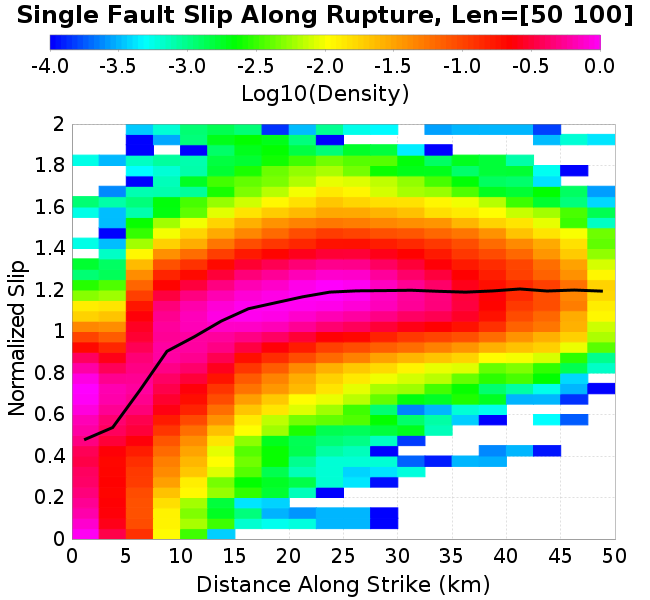 Single Fault Slip Along Rupture, Len=[50 100]
-4.0 -3.5 -3.0 -2.5 -2.0 -1.5 -1.0 -0.5 0.0
Log10(Density)
2
1.8
1.6
1.4
1.2
1
0.8
0.6
0.4
0.2
0
Normalized Slip
0 5 10 15 20 25 30 35 40 45 50
Distance Along Strike (km)